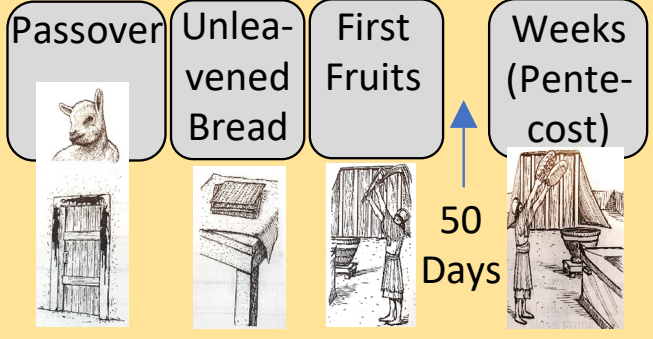 Passover
Unlea-
vened
Bread
First
Fruits
50
Days
Weeks
(Pente-
cost)